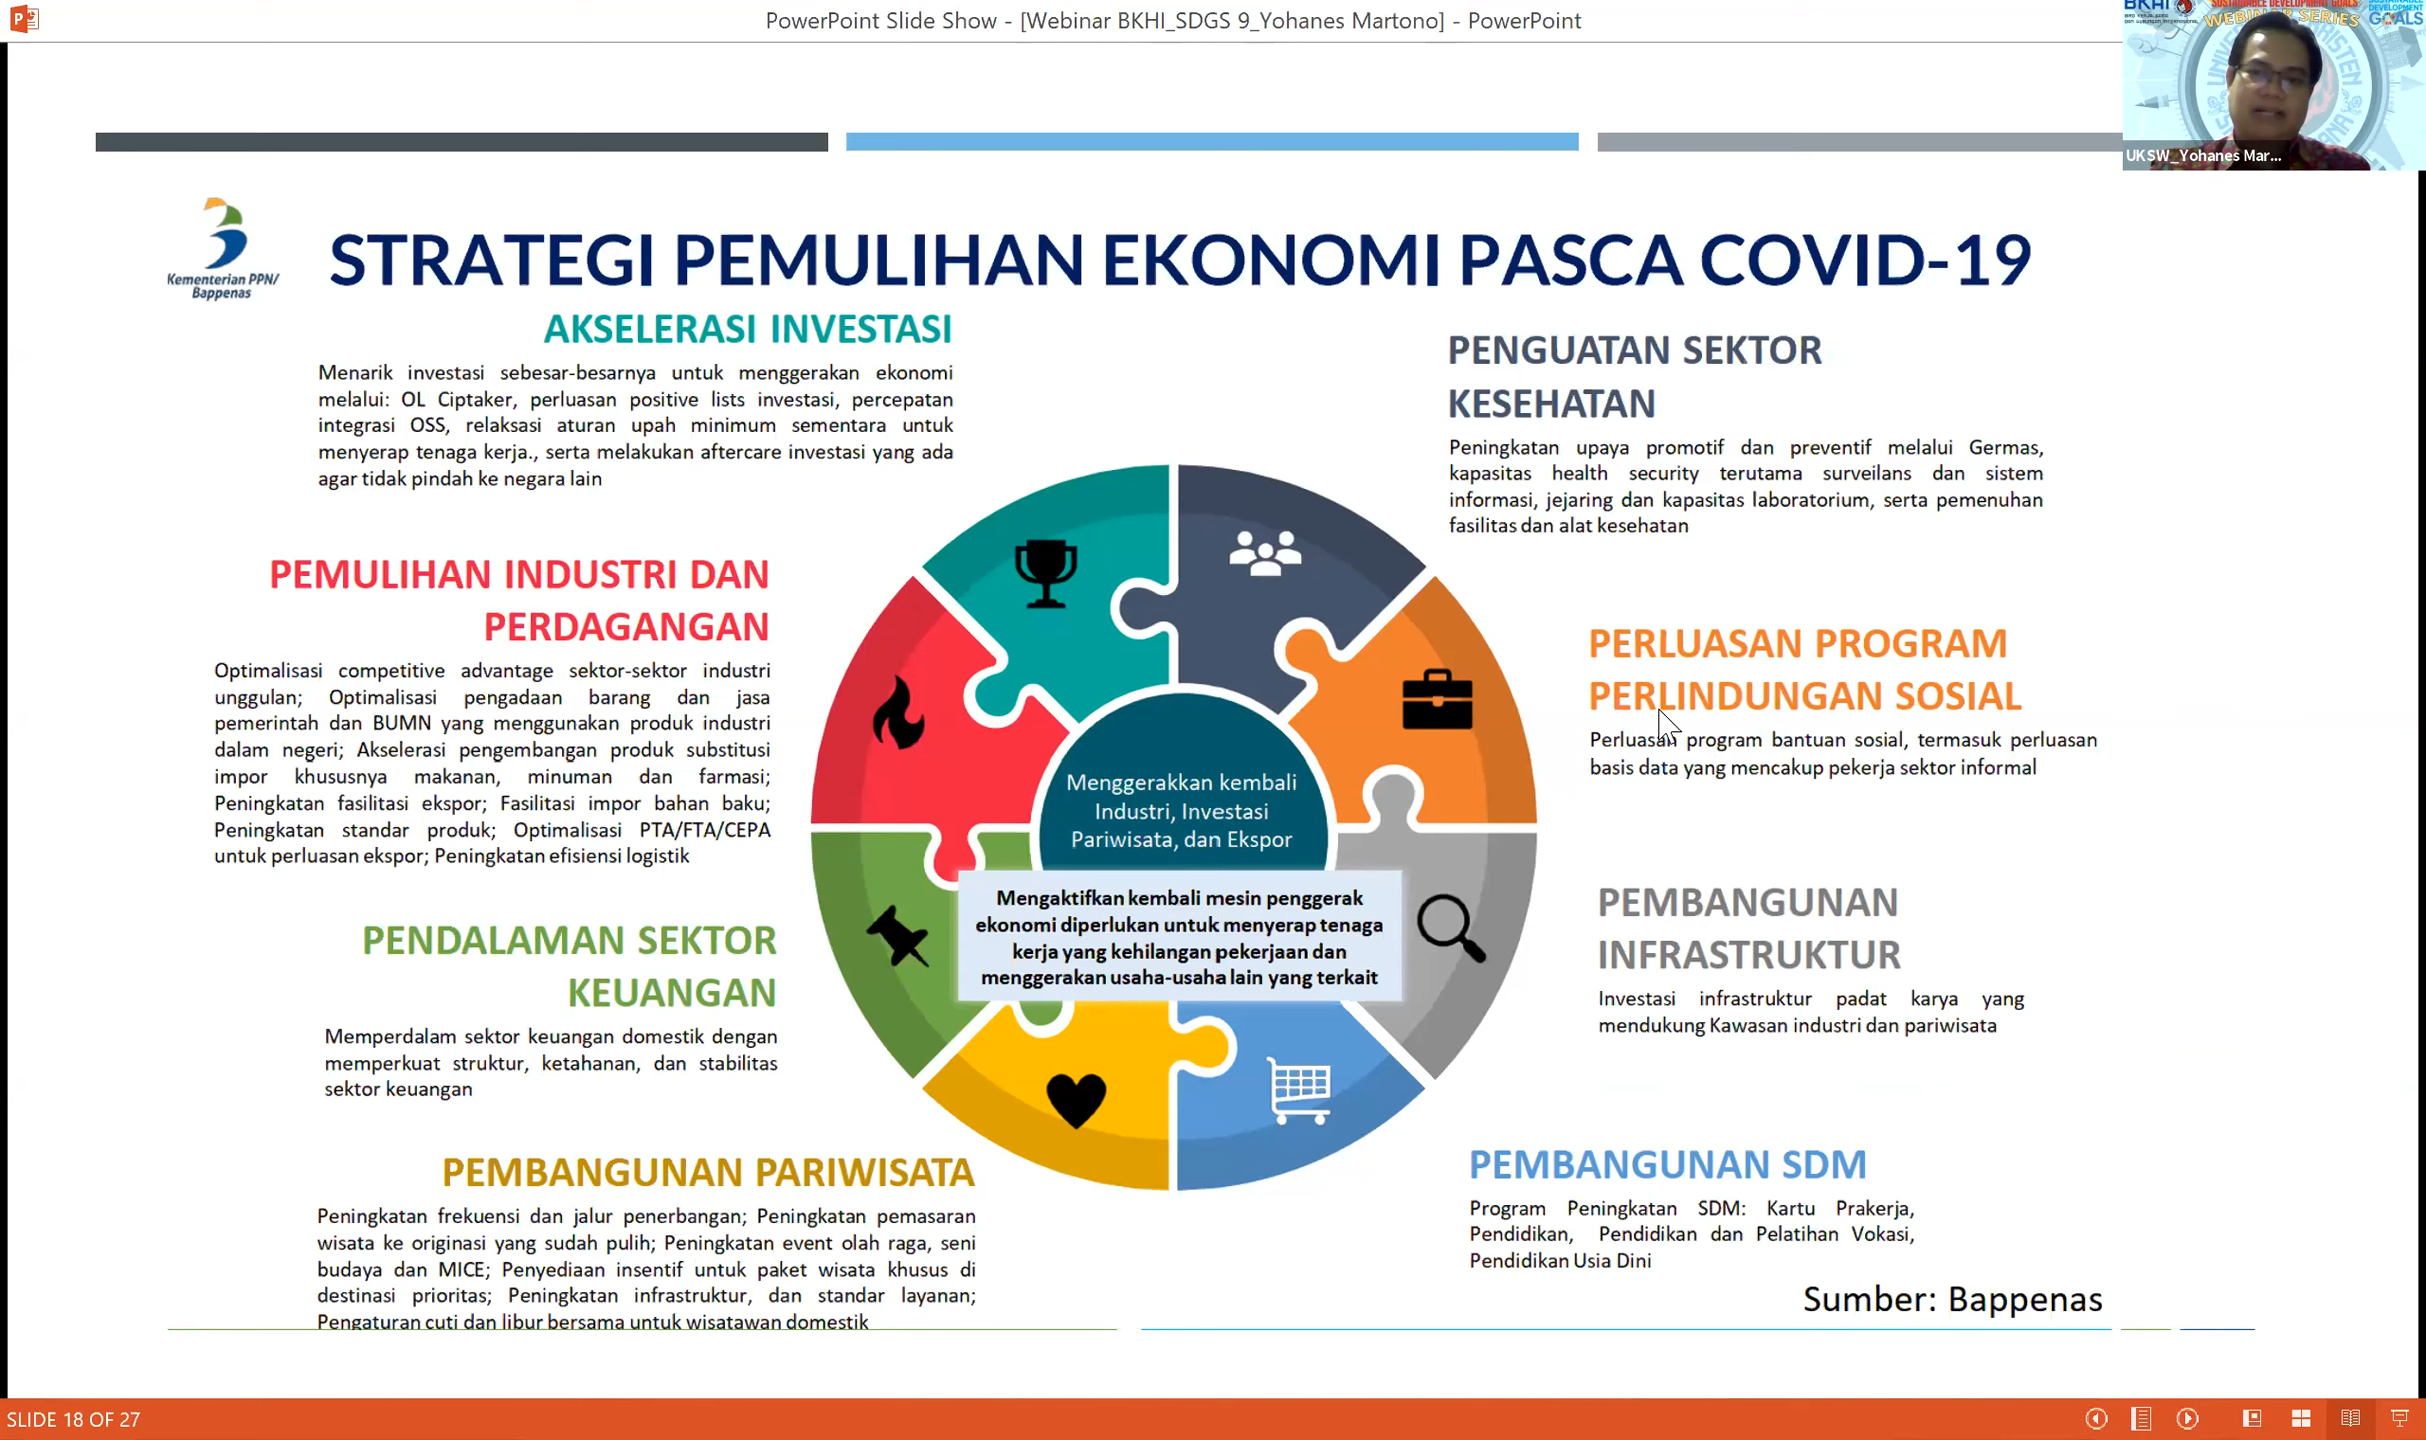 PowerPoint Slide Show - [Webinar BKHI_SDGS 9_Yohanes Martono] - PowerPoint
BKHI
SUSTAINABLE DEVELOPMENT GOALS
WEBINAR SERIES
GOALS
UKSW_Yohanes Mar...
Kementerian PPN/
Bappenas
STRATEGI PEMULIHAN EKONOMI PASCA COVID-19
AKSELERASI INVESTASI
Menarik investasi sebesar-besarnya untuk menggerakan ekonomi
melalui: OL Ciptaker, perluasan positive lists investasi, percepatan
integrasi OSS, relaksasi aturan upah minimum sementara untuk
menyerap tenaga kerja., serta melakukan aftercare investasi yang ada
agar tidak pindah ke negara lain
PEMULIHAN INDUSTRI DAN
PERDAGANGAN
Optimalisasi competitive advantage sektor-sektor industri
unggulan; Optimalisasi pengadaan barang dan jasa
pemerintah dan BUMN yang menggunakan produk industri
dalam negeri; Akselerasi pengembangan produk substitusi
impor khususnya makanan, minuman dan farmasi;
Peningkatan fasilitasi ekspor; Fasilitasi impor bahan baku;
Peningkatan standar produk; Optimalisasi PTA/FTA/CEPA
untuk perluasan ekspor; Peningkatan efisiensi logistik
PENDALAMAN SEKTOR
KEUANGAN
Memperdalam sektor keuangan domestik dengan
memperkuat struktur, ketahanan, dan stabilitas
sektor keuangan
PEMBANGUNAN PARIWISATA
Peningkatan frekuensi dan jalur penerbangan; Peningkatan pemasaran
wisata ke originasi yang sudah pulih; Peningkatan event olah raga, seni
budaya dan MICE; Penyediaan insentif untuk paket wisata khusus di
destinasi prioritas; Peningkatan infrastruktur, dan standar layanan;
Pengaturan cuti dan libur bersama untuk wisatawan domestik
Menggerakkan kembali
Industri, Investasi
Pariwisata, dan Ekspor
Mengaktifkan kembali mesin penggerak
ekonomi diperlukan untuk menyerap tenaga
kerja yang kehilangan pekerjaan dan
menggerakan usaha-usaha lain yang terkait
PENGUATAN SEKTOR
KESEHATAN
Peningkatan upaya promotif dan preventif melalui Germas,
kapasitas health security terutama surveilans dan sistem
informasi, jejaring dan kapasitas laboratorium, serta pemenuhan
fasilitas dan alat kesehatan
PERLUASAN PROGRAM
PERLINDUNGAN SOSIAL
Perluasan program bantuan sosial, termasuk perluasan
basis data yang mencakup pekerja sektor informal
PEMBANGUNAN
INFRASTRUKTUR
Investasi infrastruktur padat karya yang
mendukung Kawasan industri dan pariwisata
PEMBANGUNAN SDM
Program Peningkatan SDM: Kartu Prakerja,
Pendidikan, Pendidikan dan Pelatihan Vokasi,
Pendidikan Usia Dini
Sumber: Bappenas
SLIDE 18 OF 27